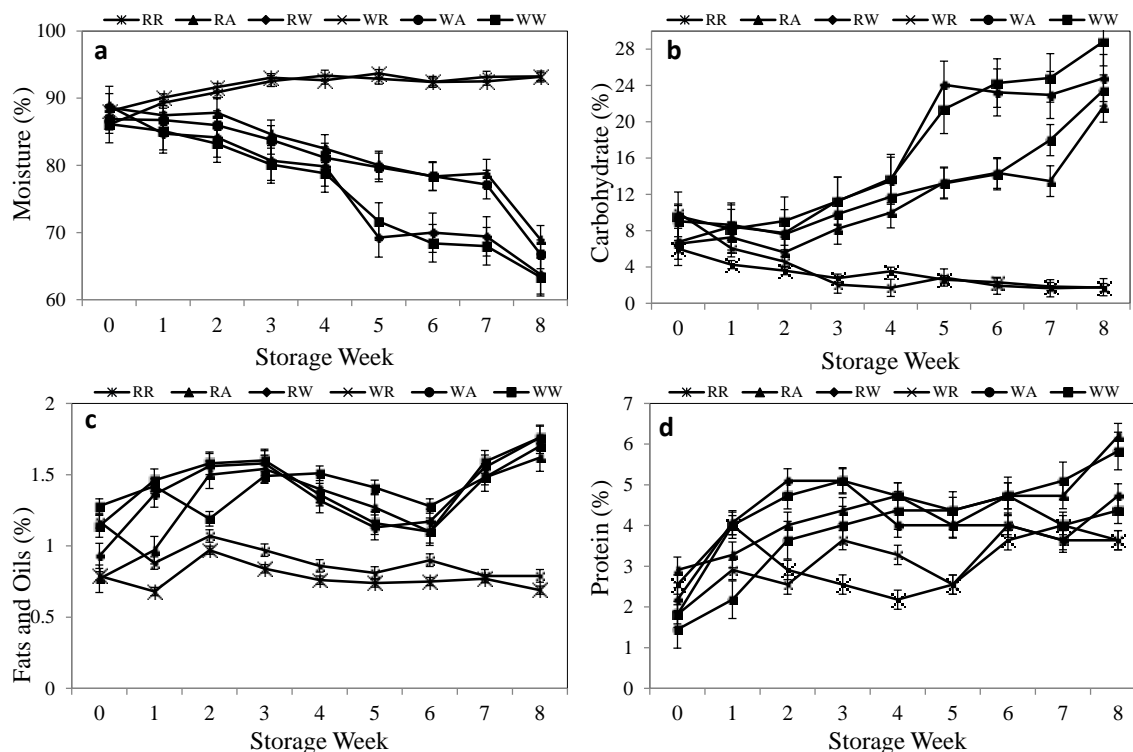 RR RA RW WR WA WW
a
Moisture (%)
100
90
80
70
60
0 1 2 3 4 5 6 7 8
Storage Week
RR RA RW WR WA WW
b
Carbohydrate (%)
28
24
20
16
12
8
4
0
0 1 2 3 4 5 6 7 8
Storage Week
RR RA RW WR WA WW
c
Fats and Oils (%)
2
1.5
1
0.5
0
0 1 2 3 4 5 6 7 8
Storage Week
RR RA RW WR WA WW
d
Protein (%)
7
6
5
4
3
2
1
0
0 1 2 3 4 5 6 7 8
Storage Week